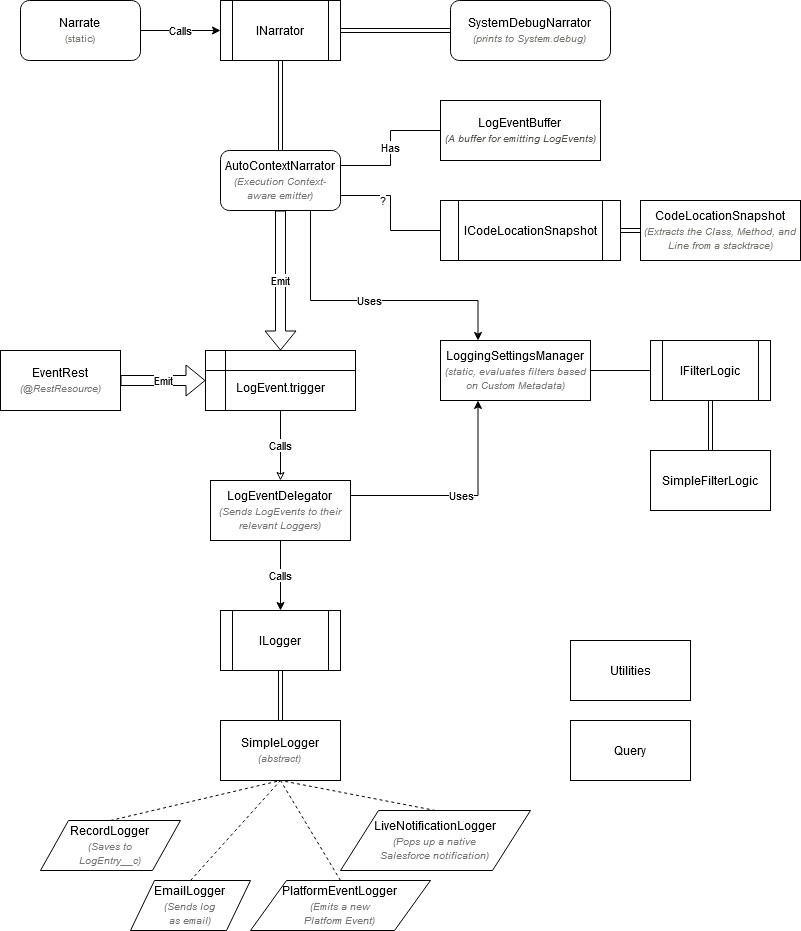 Narrate
(static)
Calls
INarrator
SystemDebugNarrator
(prints to System.debug)
LogEventBuffer
(A buffer for emitting LogEvents)
Has
AutoContextNarrator
(Execution Context-
aware emitter)
?
ICodeLocationSnapshot
CodeLocationSnapshot
(Extracts the Class, Method, and
Line from a stacktrace)
Emit
Uses
EventRest
(@RestResource)
Emit
LogEvent.trigger
LoggingSettingsManager
(static, evaluates filters based
on Custom Metadata)
IFilterLogic
Calls
SimpleFilterLogic
LogEventDelegator
(Sends LogEvents to their
relevant Loggers)
Uses
Calls
ILogger
Utilities
SimpleLogger
(abstract)
Query
RecordLogger
(Saves to
LogEntry__c)
LiveNotificationLogger
(Pops up a native
Salesforce notification)
EmailLogger
(Sends log
as email)
PlatformEventLogger
(Emits a new
Platform Event)